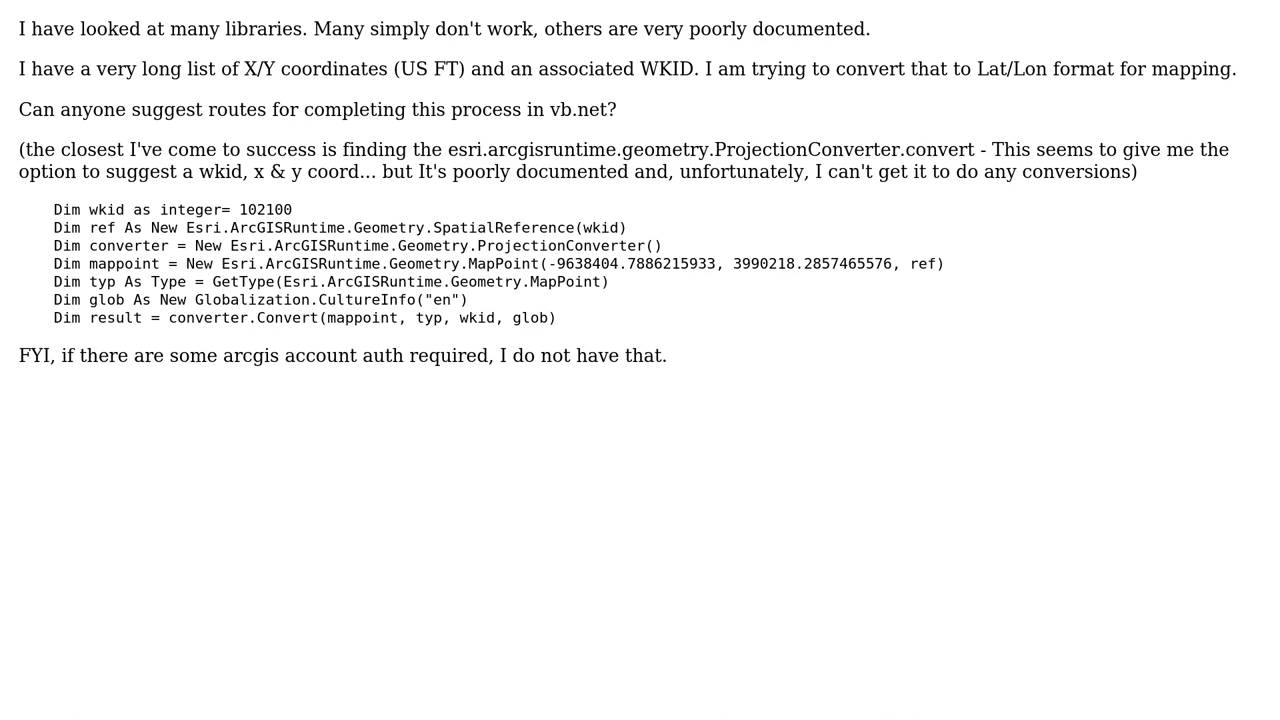 I have looked at many libraries. Many simply don't work, others are very poorly documented.
I have a very long list of X/Y coordinates (US FT) and an associated WKID. I am trying to convert that to Lat/Lon format for mapping.
Can anyone suggest routes for completing this process in vb.net?
(the closest I've come to success is finding the esri.arcgisruntime.geometry.ProjectionConverter.convert - This seems to give me the
option to suggest a wkid, x & y coord... but It's poorly documented and, unfortunately, I can't get it to do any conversions)
Dim wkid as integer= 102100
Dim ref As New Esri.ArcGISRuntime.Geometry.SpatialReference(wkid)
Dim converter = New Esri.ArcGISRuntime.Geometry.ProjectionConverter()
Dim mappoint = New Esri.ArcGISRuntime.Geometry.MapPoint(-9638404.7886215933, 3990218.2857465576, ref)
Dim typ As Type = GetType(Esri.ArcGISRuntime.Geometry.MapPoint)
Dim glob As New Globalization.CultureInfo("en")
Dim result = converter.Convert(mappoint, typ, wkid, glob)
FYI, if there are some arcgis account auth required, I do not have that.